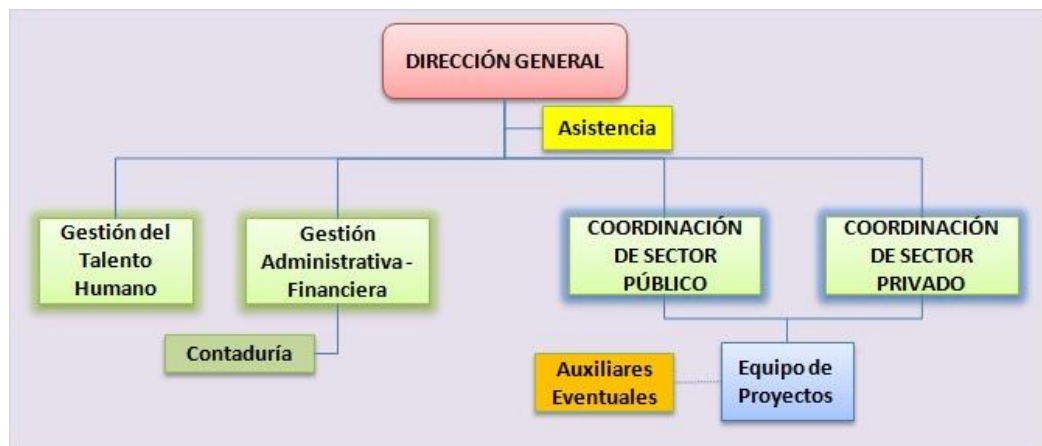 DIRECCIÓN GENERAL
Asistencia
Gestión del
Talento
Humano
Gestión
Administrativa -
Financiera
COORDINACIÓN
DE SECTOR
PÚBLICO
COORDINACIÓN
DE SECTOR
PRIVADO
Contaduría
Auxiliares
Eventuales
Equipo de
Proyectos